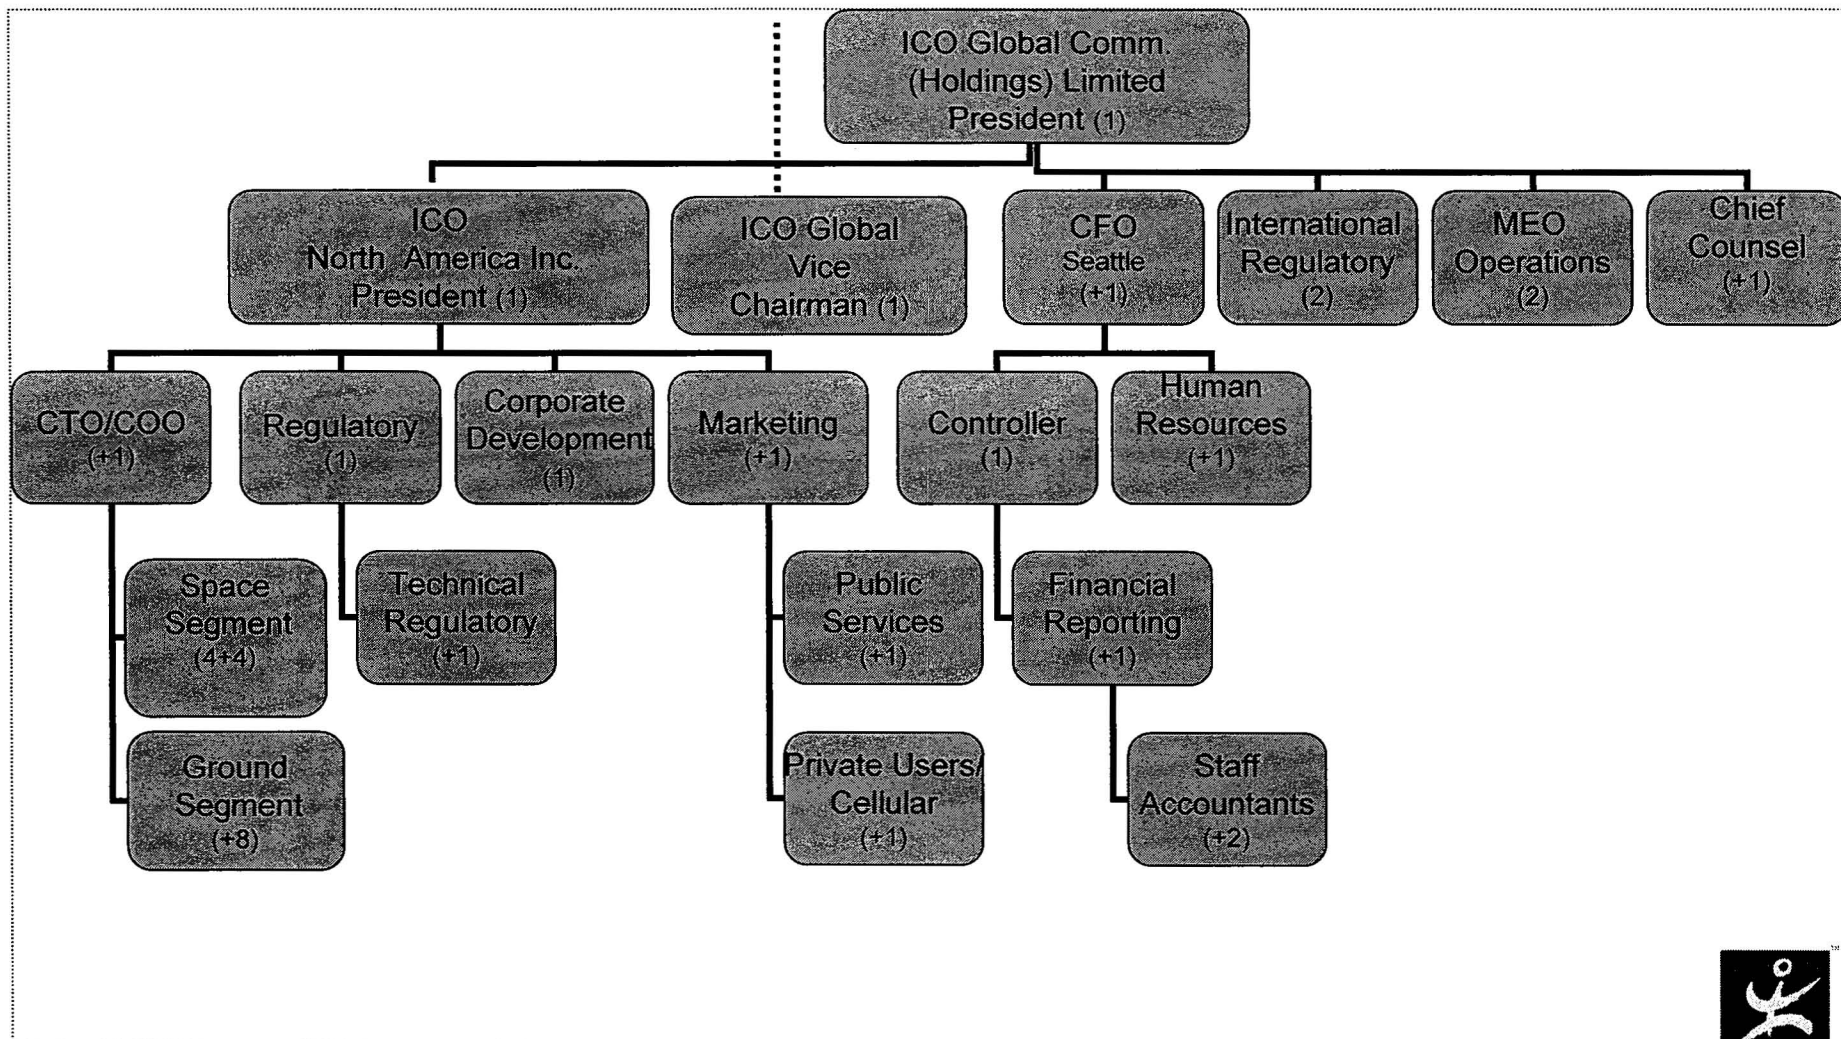 ICO Global Comm.
(Holdings) Limited
President (1)
ICO
North America Inc.
President (1)
ICO Global
Vice
Chairman (1)
CFO
Seattle
(+1)
International
Regulatory
(2)
MEO
Operations
(2)
Chief
Counsel
(+1)
CTO/COO
(+1)
Regulatory
(1)
Corporate
Development
(1)
Marketing
(+1)
Controller
(1)
Human
Resources
(+1)
Space
Segment
(4+4)
Technical
Regulatory
(+1)
Public
Services
(+1)
Financial
Reporting
(+1)
Ground
Segment
(+8)
Private Users/
Cellular
(+1)
Staff
Accountants
(+2)